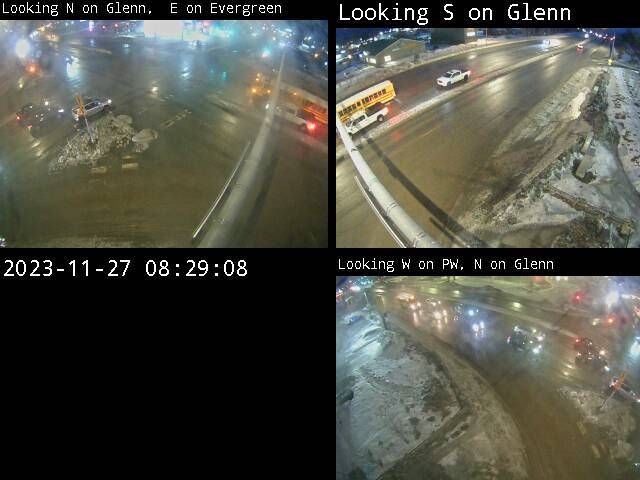 Looking N on Glenn,  E on Evergreen
Looking S on Glenn
2023-11-27 08:29:08
Looking W on PW, N on Glenn